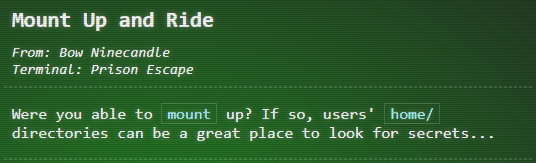 Mount Up and Ride
From: Bow Ninecandle
Terminal: Prison Escape
Were you able to mount up? If so, users' home/
directories can be a great place to look for secrets...